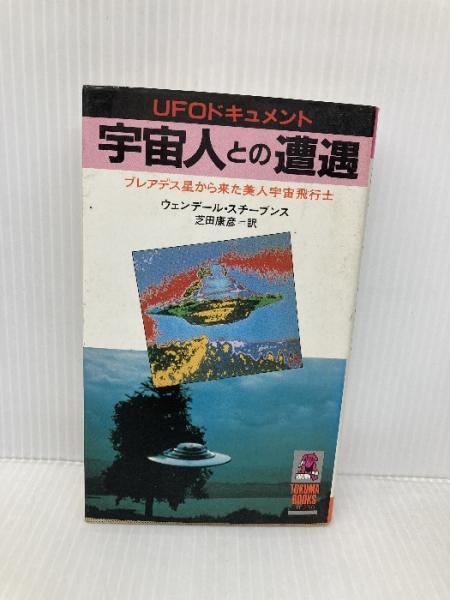 UFOドキュメント
宇宙人との遭遇
プレアデス星から来た美人宇宙飛行士
ウェンデール・スチーブンス
芝田康彦=訳
TOKUMA
BOOKS